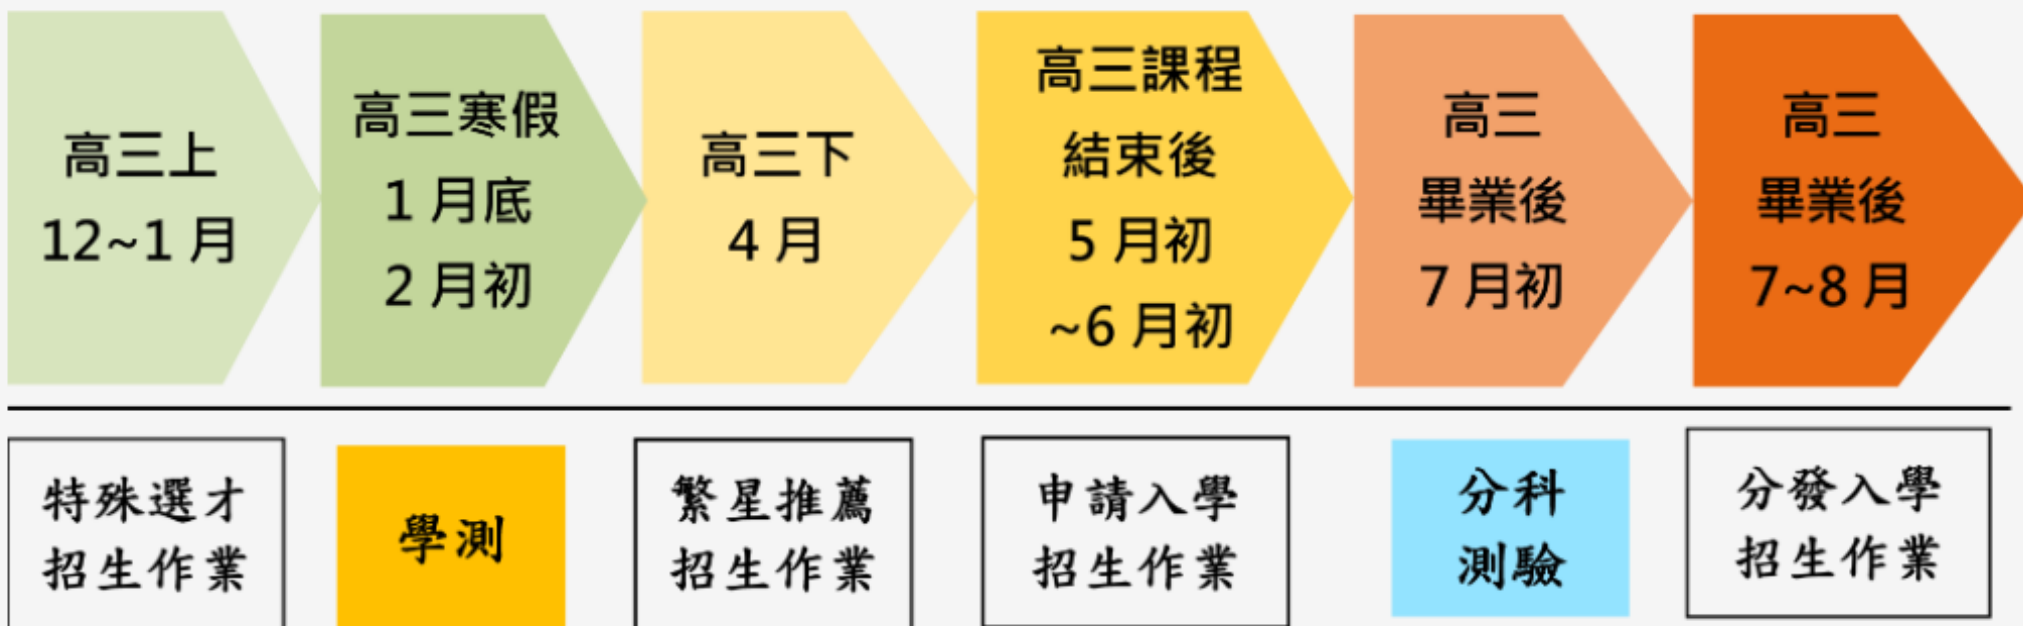 高三上
12~1 月
高三寒假
1 月底
2 月初
高三下
4 月
高三課程
結束後
5 月初
~6 月初
高三
畢業後
7 月初
高三
畢業後
7~8 月
特殊選才
招生作業
學測
繁星推薦
招生作業
申請入學
招生作業
分科
測驗
分發入學
招生作業